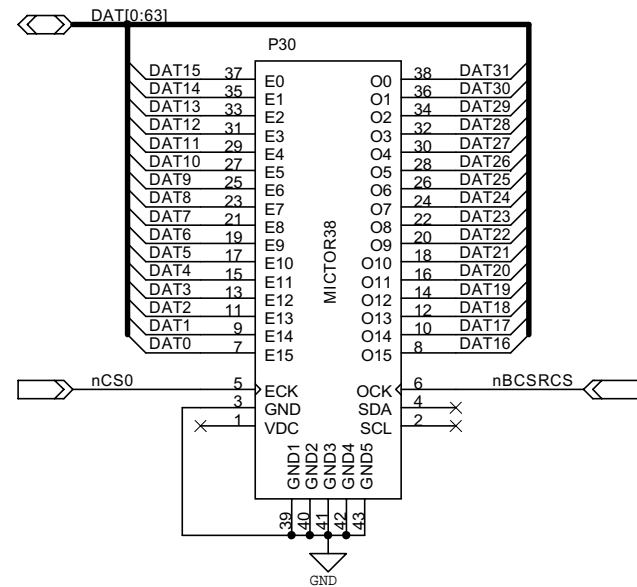 DAT[0:63]
P30
DAT15 37 E0 O0 38 DAT31
DAT14 35 E1 O1 36 DAT30
DAT13 33 E2 O2 34 DAT29
DAT12 31 E3 O3 32 DAT28
DAT11 29 E4 O4 30 DAT27
DAT10 27 E5 O5 28 DAT26
DAT9 25 E6 O6 26 DAT25
DAT8 23 E7 O7 24 DAT24
DAT7 21 E8 O8 22 DAT23
DAT6 19 E9 O9 20 DAT22
DAT5 17 E10 O10 18 DAT21
DAT4 15 E11 O11 16 DAT20
DAT3 13 E12 O12 14 DAT19
DAT2 11 E13 O13 12 DAT18
DAT1 9 E14 O14 10 DAT17
DAT0 7 E15 O15 8 DAT16
MICTOR38
nCS0 5 ECK OCK 6 nBCSRCS
3 GND SDA 4
1 VDC SCL 2
GND1 GND2 GND3 GND4 GND5
39 40 41 42 43
GND